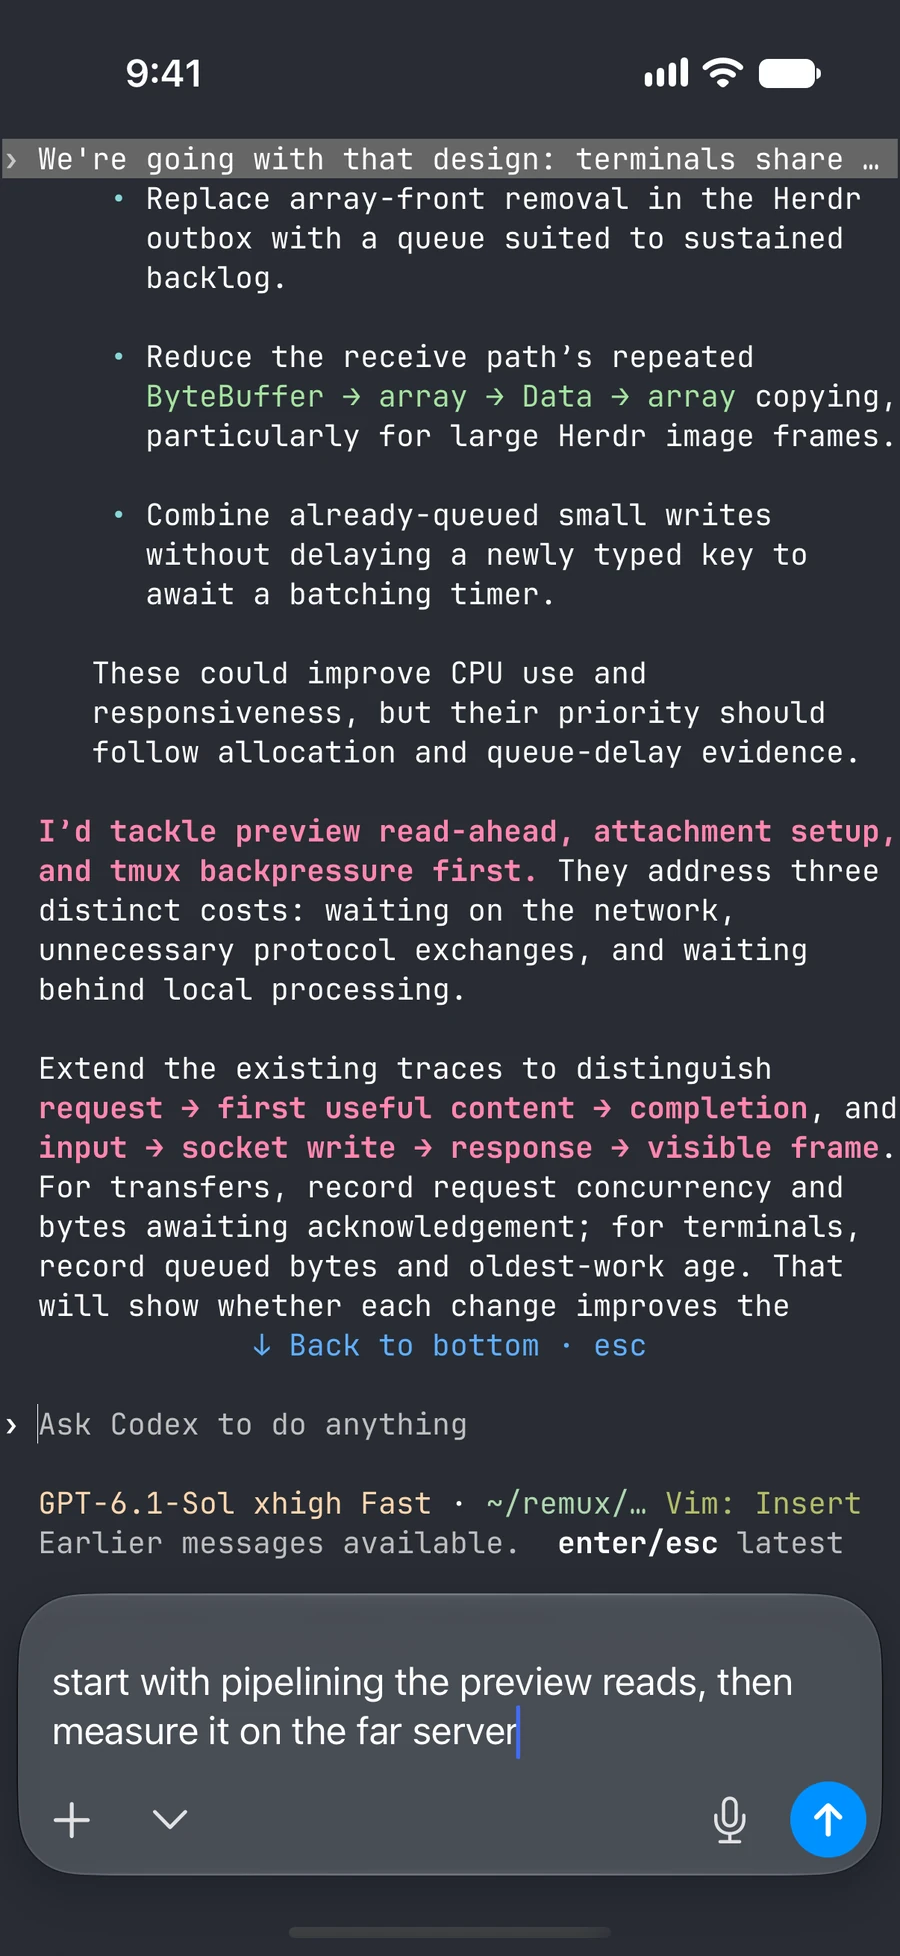 9:41
› We're going with that design: terminals share …
• Replace array-front removal in the Herdr
outbox with a queue suited to sustained
backlog.
• Reduce the receive path’s repeated
ByteBuffer → array → Data → array copying,
particularly for large Herdr image frames.
• Combine already-queued small writes
without delaying a newly typed key to
await a batching timer.
These could improve CPU use and
responsiveness, but their priority should
follow allocation and queue-delay evidence.
I’d tackle preview read-ahead, attachment setup,
and tmux backpressure first. They address three
distinct costs: waiting on the network,
unnecessary protocol exchanges, and waiting
behind local processing.
Extend the existing traces to distinguish
request → first useful content → completion, and
input → socket write → response → visible frame.
For transfers, record request concurrency and
bytes awaiting acknowledgement; for terminals,
record queued bytes and oldest-work age. That
will show whether each change improves the
↓ Back to bottom · esc
› Ask Codex to do anything
GPT-6.1-Sol xhigh Fast · ~/remux/… Vim: Insert
Earlier messages available. enter/esc latest
start with pipelining the preview reads, then
measure it on the far server